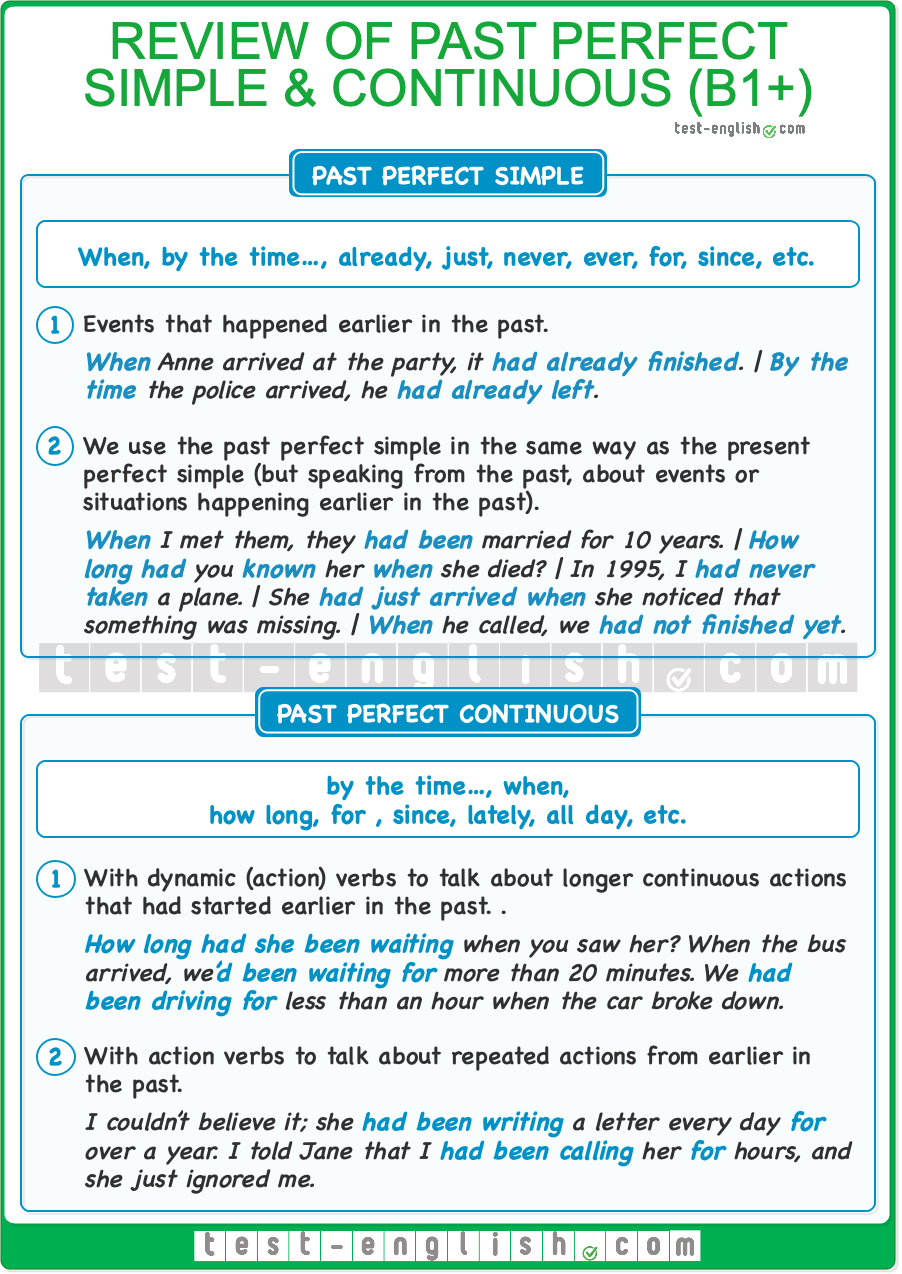 REVIEW OF PAST PERFECT
SIMPLE & CONTINUOUS (B1+)
test-english.com
PAST PERFECT SIMPLE
When, by the time…, already, just, never, ever, for, since, etc.
1 Events that happened earlier in the past.
When Anne arrived at the party, it had already finished. | By the
time the police arrived, he had already left.
2 We use the past perfect simple in the same way as the present
perfect simple (but speaking from the past, about events or
situations happening earlier in the past).
When I met them, they had been married for 10 years. | How
long had you known her when she died? | In 1995, I had never
taken a plane. | She had just arrived when she noticed that
something was missing. | When he called, we had not finished yet.
test-english.com
PAST PERFECT CONTINUOUS
by the time…, when,
how long, for , since, lately, all day, etc.
1 With dynamic (action) verbs to talk about longer continuous actions
that had started earlier in the past. .
How long had she been waiting when you saw her? When the bus
arrived, we’d been waiting for more than 20 minutes. We had
been driving for less than an hour when the car broke down.
2 With action verbs to talk about repeated actions from earlier in
the past.
I couldn’t believe it; she had been writing a letter every day for
over a year. I told Jane that I had been calling her for hours, and
she just ignored me.
test-english.com